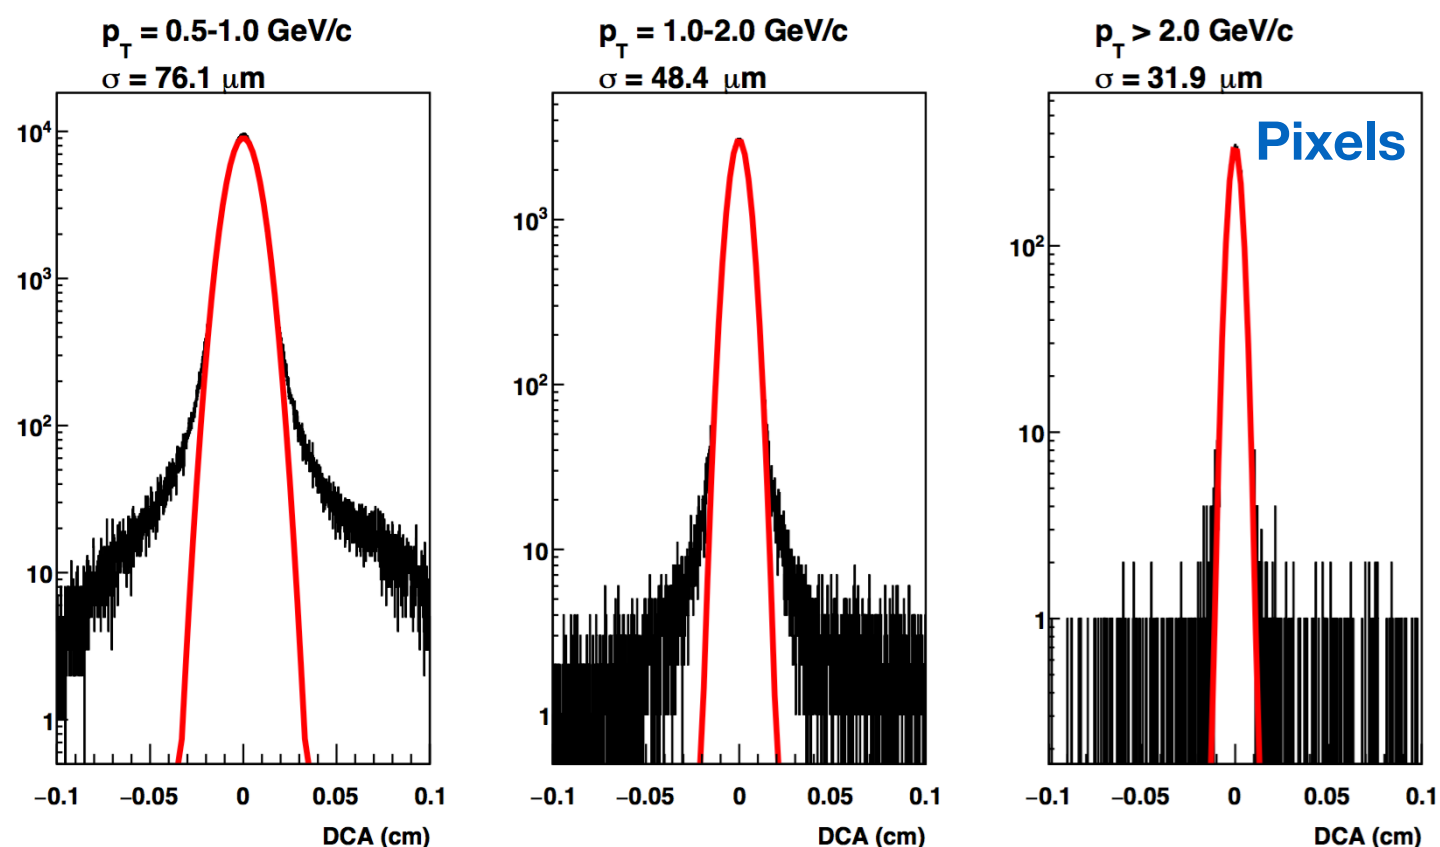 p_T = 0.5-1.0 GeV/c
σ = 76.1 μm
10⁴
10³
10²
10
1
−0.1 −0.05 0 0.05 0.1
DCA (cm)
p_T = 1.0-2.0 GeV/c
σ = 48.4 μm
10³
10²
10
1
−0.1 −0.05 0 0.05 0.1
DCA (cm)
p_T > 2.0 GeV/c
σ = 31.9 μm
Pixels
10²
10
1
−0.1 −0.05 0 0.05 0.1
DCA (cm)